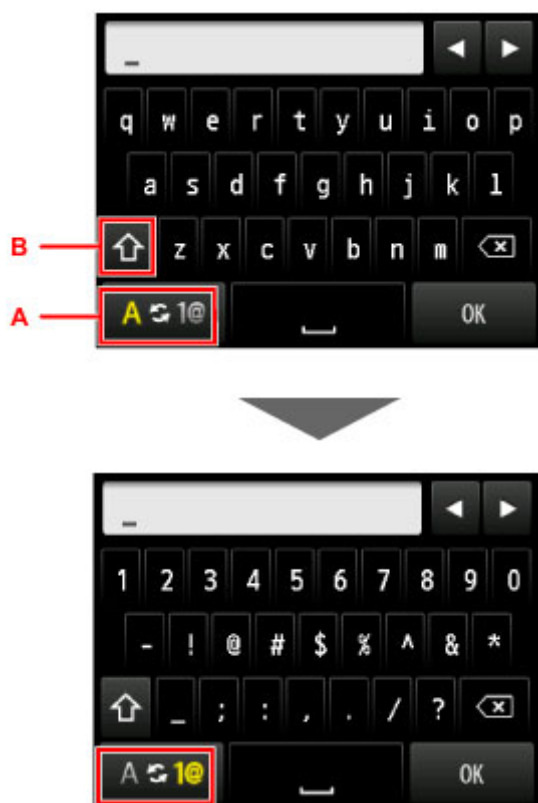 _
q w e r t y u i o p
a s d f g h j k l
B z x c v b n m
A A 1@ OK
_
1 2 3 4 5 6 7 8 9 0
- ! @ # $ % ^ & *
_ ; : , . / ?
A 1@ OK